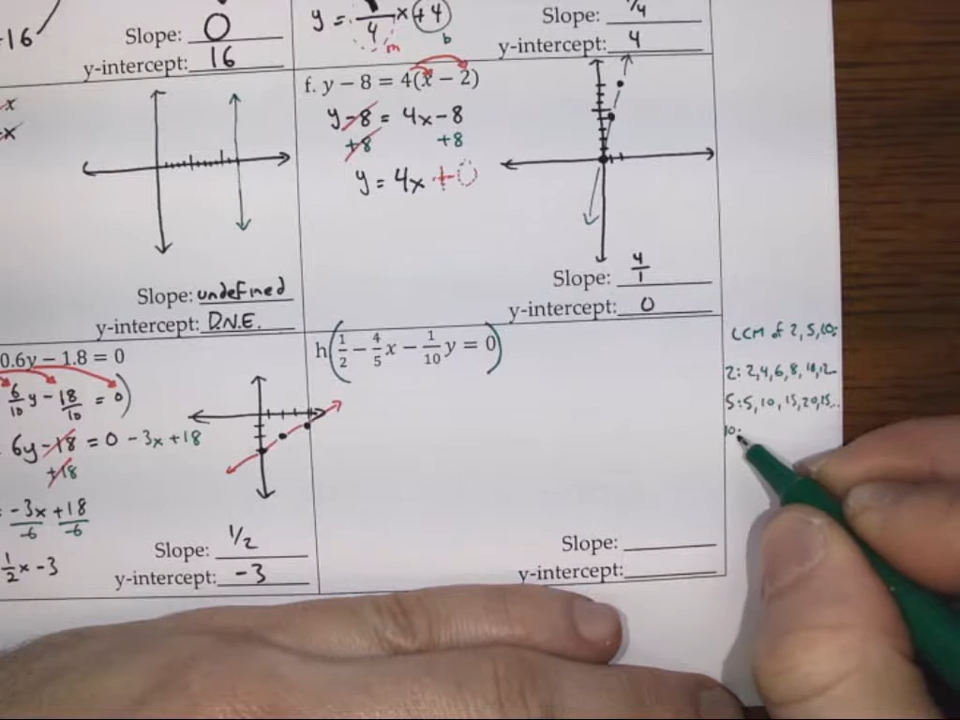 -16
Slope: 0
y-intercept: 16
y = x + 4
4
m
b
Slope: 1/4
y-intercept: 4
x
x
Slope: undefined
y-intercept: D.N.E.
f. y − 8 = 4(x − 2)
y - 8 = 4x - 8
+8 +8
y = 4x + 0
Slope: 4/1
y-intercept: 0
0.6y − 1.8 = 0
6/10 y - 18/10 = 0)
6y - 18 = 0 - 3x + 18
+18
= -3x + 18
-6 -6
1/2 x - 3
Slope: 1/2
y-intercept: -3
h (1/2 − 4/5 x − 1/10 y = 0)
Slope:
y-intercept:
LCM of 2, 5, 10:
2: 2, 4, 6, 8, 10, 12...
5: 5, 10, 15, 20, 25...
10: